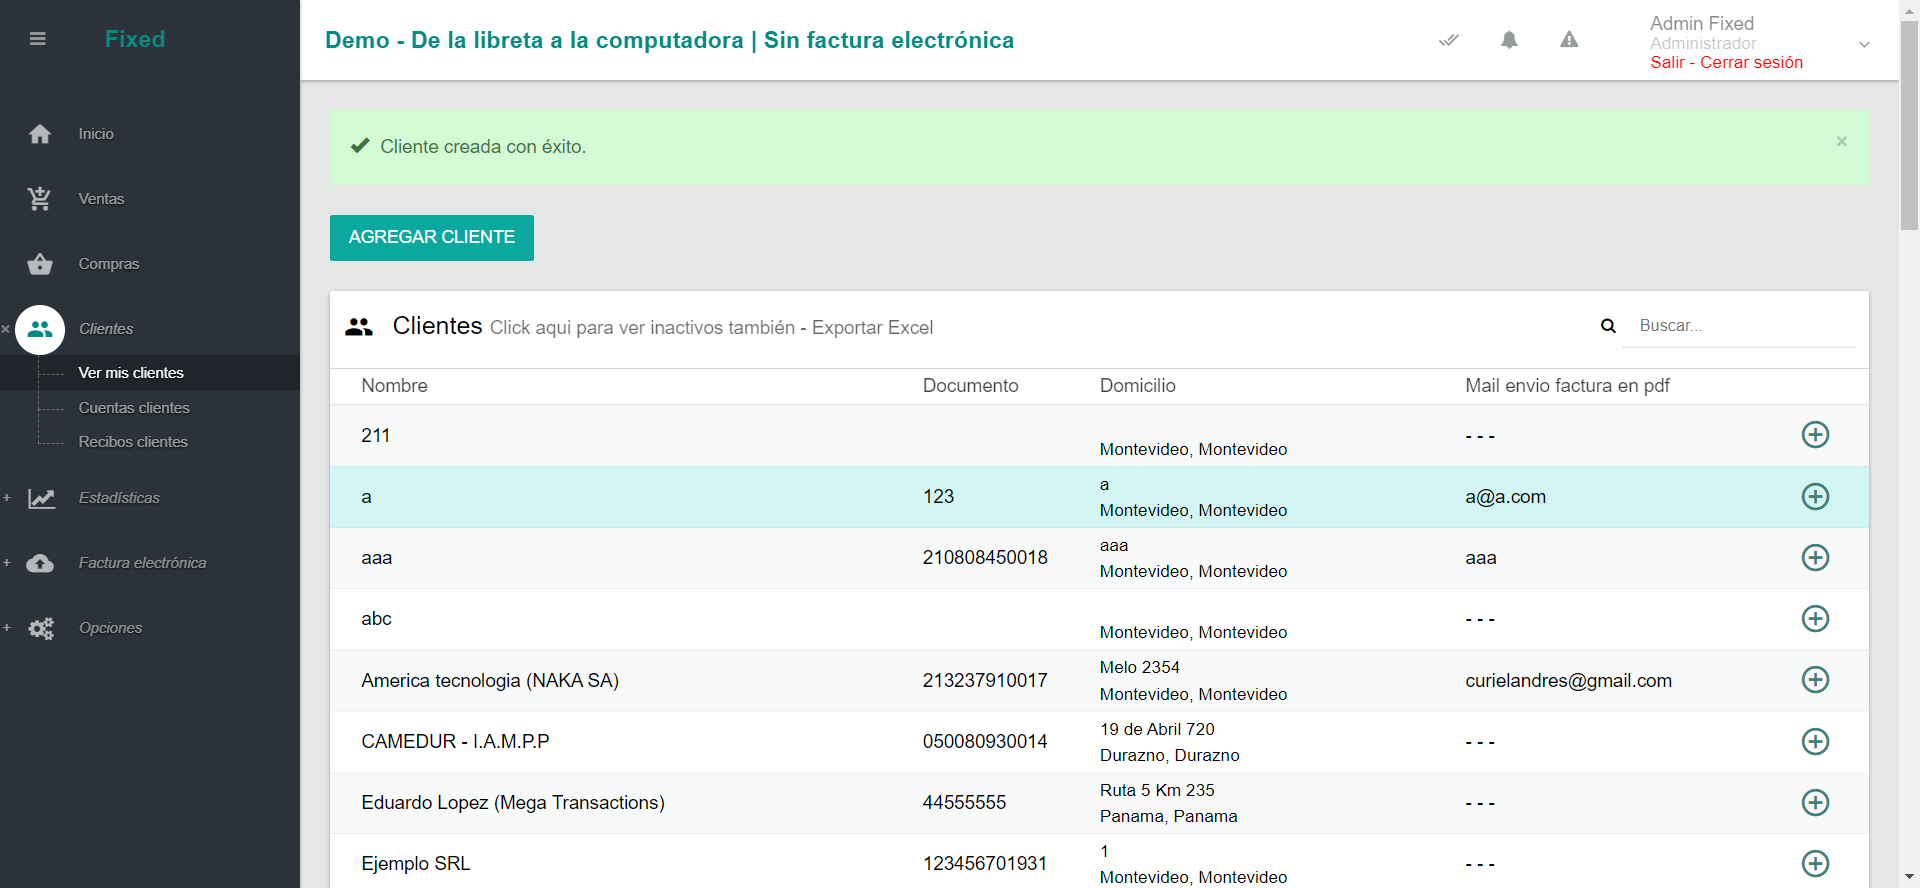 Fixed
Demo - De la libreta a la computadora | Sin factura electrónica
Admin Fixed
Administrador
Salir - Cerrar sesión
Inicio
Ventas
Compras
Clientes
Ver mis clientes
Cuentas clientes
Recibos clientes
Estadísticas
Factura electrónica
Opciones
Cliente creada con éxito.
×
AGREGAR CLIENTE
Clientes Click aqui para ver inactivos también - Exportar Excel
Buscar...
Nombre Documento Domicilio Mail envio factura en pdf
211 Montevideo, Montevideo - - -
a 123 a
Montevideo, Montevideo a@a.com
aaa 210808450018 aaa
Montevideo, Montevideo aaa
abc Montevideo, Montevideo - - -
America tecnologia (NAKA SA) 213237910017 Melo 2354
Montevideo, Montevideo curielandres@gmail.com
CAMEDUR - I.A.M.P.P 050080930014 19 de Abril 720
Durazno, Durazno - - -
Eduardo Lopez (Mega Transactions) 44555555 Ruta 5 Km 235
Panama, Panama - - -
Ejemplo SRL 123456701931 1
Montevideo, Montevideo - - -